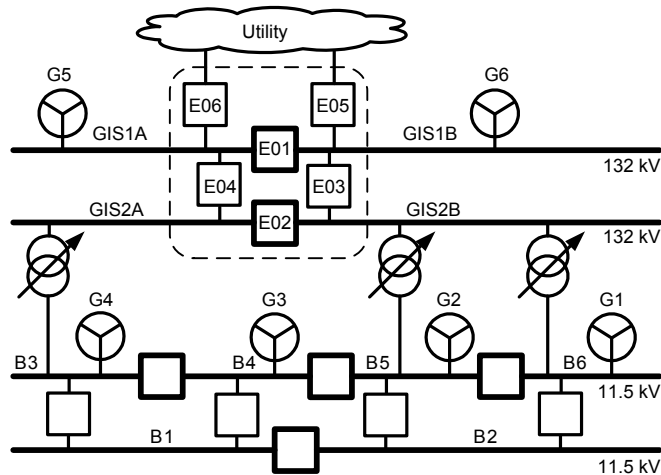 Utility
G5
G6
E06
E05
GIS1A
E01
GIS1B
132 kV
E04
E03
GIS2A
E02
GIS2B
132 kV
G4
G3
G2
G1
B3
B4
B5
B6
11.5 kV
B1
B2
11.5 kV